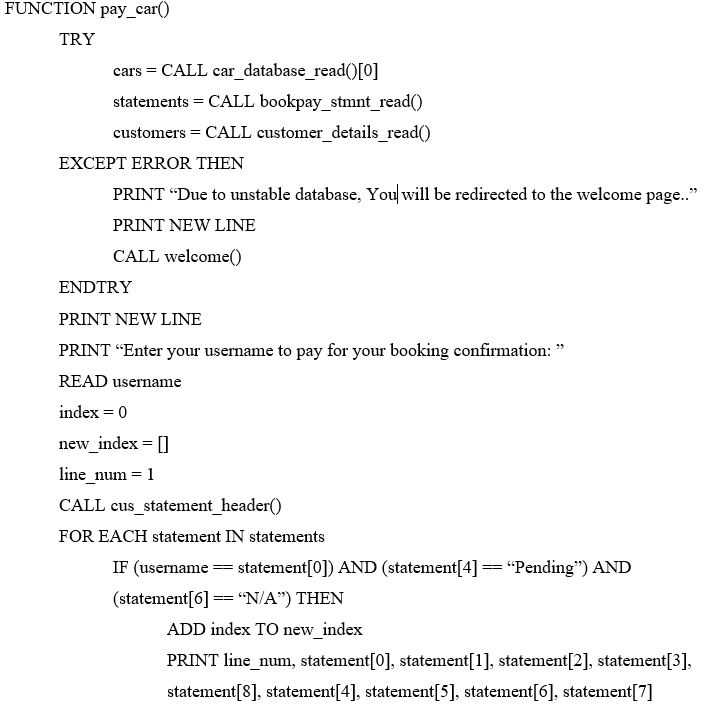 FUNCTION pay_car()
TRY
cars = CALL car_database_read()[0]
statements = CALL bookpay_stmnt_read()
customers = CALL customer_details_read()
EXCEPT ERROR THEN
PRINT “Due to unstable database, You will be redirected to the welcome page..”
PRINT NEW LINE
CALL welcome()
ENDTRY
PRINT NEW LINE
PRINT “Enter your username to pay for your booking confirmation: ”
READ username
index = 0
new_index = []
line_num = 1
CALL cus_statement_header()
FOR EACH statement IN statements
IF (username == statement[0]) AND (statement[4] == “Pending”) AND
(statement[6] == “N/A”) THEN
ADD index TO new_index
PRINT line_num, statement[0], statement[1], statement[2], statement[3],
statement[8], statement[4], statement[5], statement[6], statement[7]